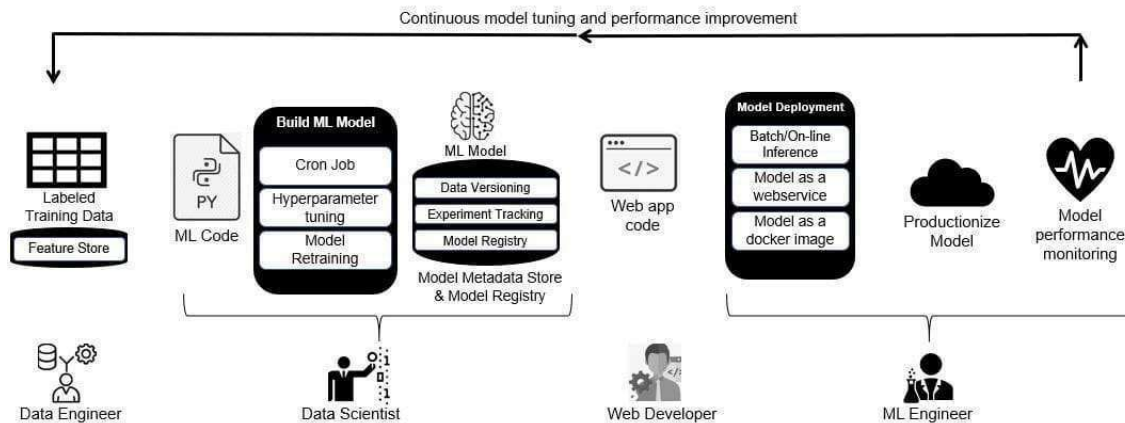 Continuous model tuning and performance improvement
Labeled
Training Data
Feature Store
PY
ML Code
Build ML Model
Cron Job
Hyperparameter
tuning
Model
Retraining
ML Model
Data Versioning
Experiment Tracking
Model Registry
Model Metadata Store
& Model Registry
</>
Web app
code
Model Deployment
Batch/On-line
Inference
Model as a
webservice
Model as a
docker image
Productionize
Model
Model
performance
monitoring
Data Engineer
1
1
Data Scientist
</>
Web Developer
ML Engineer